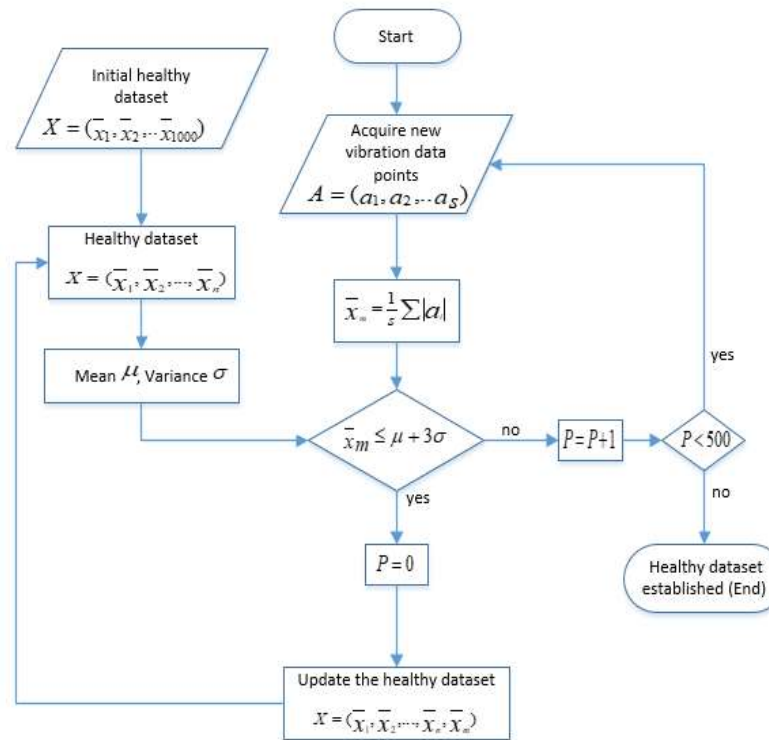 Start
Initial healthy
dataset
X = (x̄₁, x̄₂, .. x̄₁₀₀₀)
Acquire new
vibration data
points
A = (a₁, a₂, .. aₛ)
Healthy dataset
X = (x̄₁, x̄₂, ..., x̄ₙ)
x̄ₘ = 1/s ∑|aᵢ|
Mean μ, Variance σ
x̄ₘ ≤ μ + 3σ
no
P = P+1
P < 500
yes
no
yes
P = 0
Healthy dataset
established (End)
Update the healthy dataset
X = (x̄₁, x̄₂, ..., x̄ₙ, x̄ₘ)